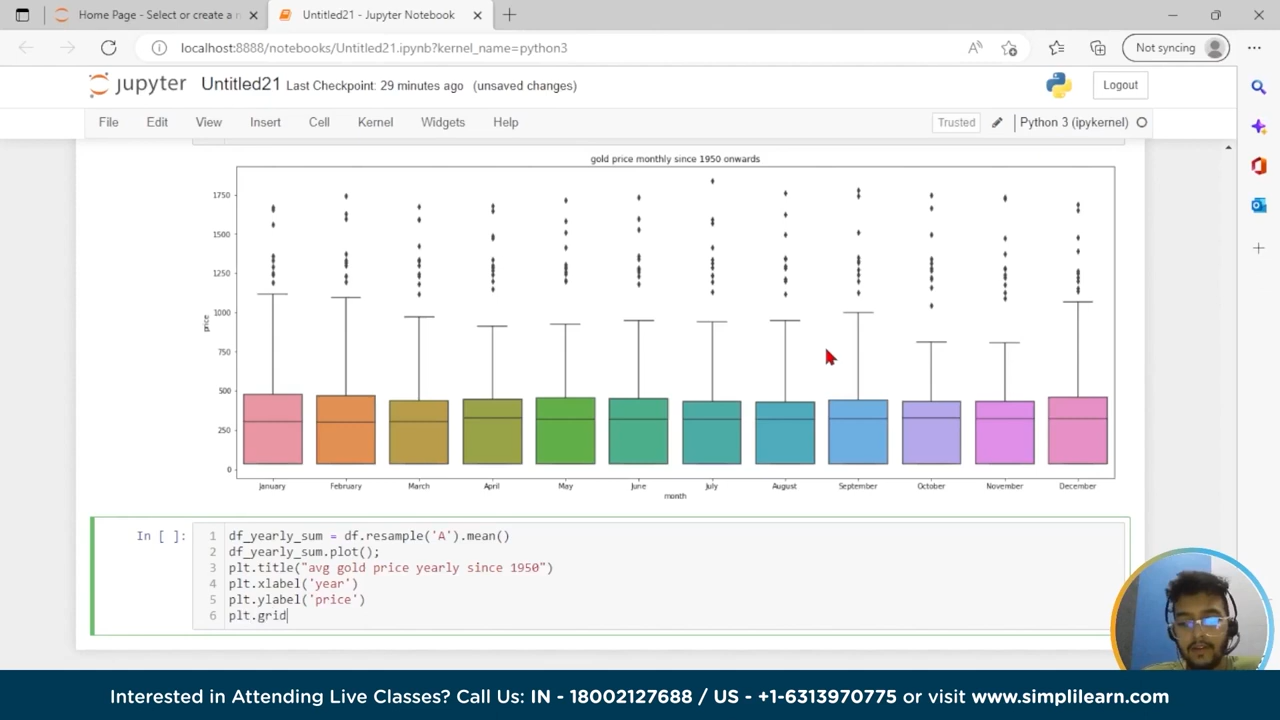 Home Page - Select or create a n
Untitled21 - Jupyter Notebook
localhost:8888/notebooks/Untitled21.ipynb?kernel_name=python3
Not syncing
jupyter Untitled21 Last Checkpoint: 29 minutes ago (unsaved changes)
Logout
File Edit View Insert Cell Kernel Widgets Help
Trusted
Python 3 (ipykernel)
gold price monthly since 1950 onwards
1750
1500
1250
1000
750
500
250
0
price
January February March April May June July August September October November December
month
In [ ]:
1 df_yearly_sum = df.resample('A').mean()
2 df_yearly_sum.plot();
3 plt.title("avg gold price yearly since 1950")
4 plt.xlabel('year')
5 plt.ylabel('price')
6 plt.grid
Interested in Attending Live Classes? Call Us: IN - 18002127688 / US - +1-6313970775 or visit www.simplilearn.com